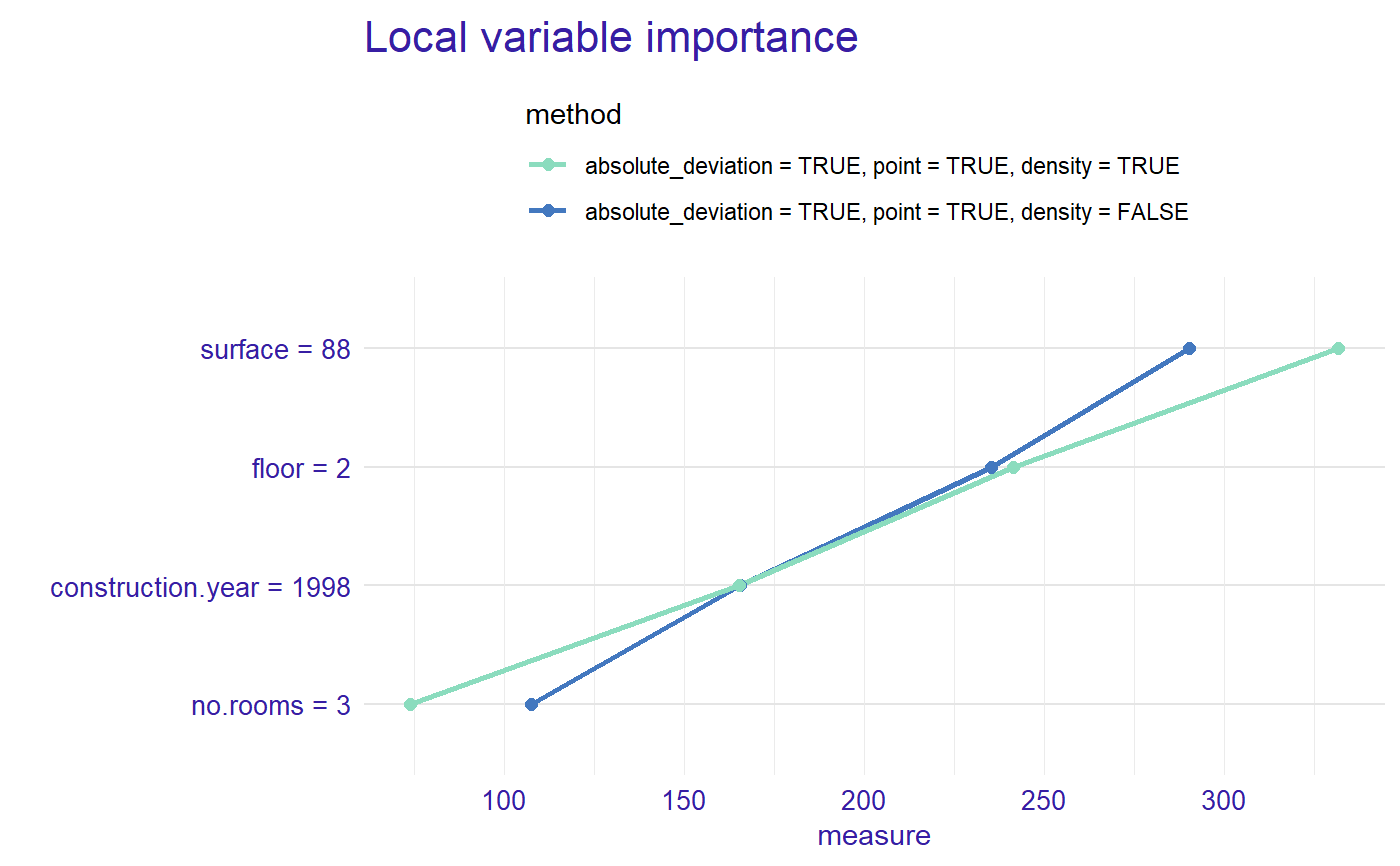 Local variable importance
method
absolute_deviation = TRUE, point = TRUE, density = TRUE
absolute_deviation = TRUE, point = TRUE, density = FALSE
surface = 88
floor = 2
construction.year = 1998
no.rooms = 3
100 150 200 250 300
measure